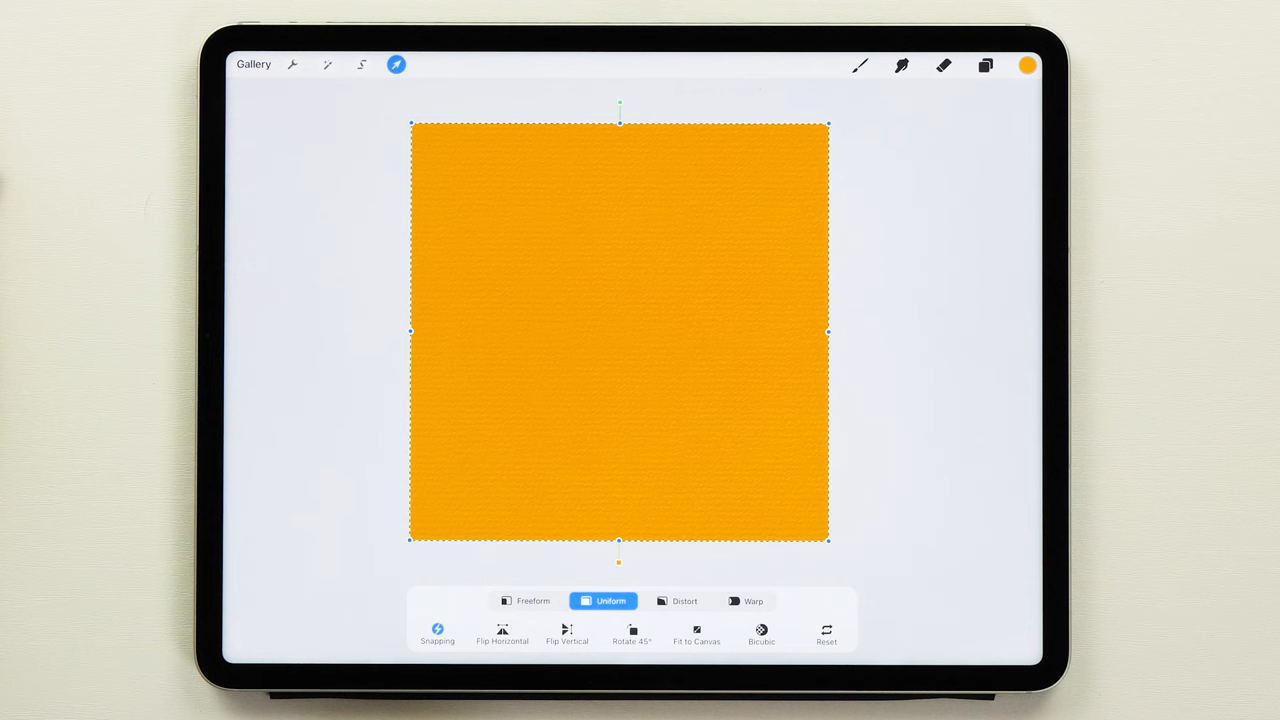 Gallery
Freeform Uniform Distort Warp
Snapping Flip Horizontal Flip Vertical Rotate 45° Fit to Canvas Bicubic Reset